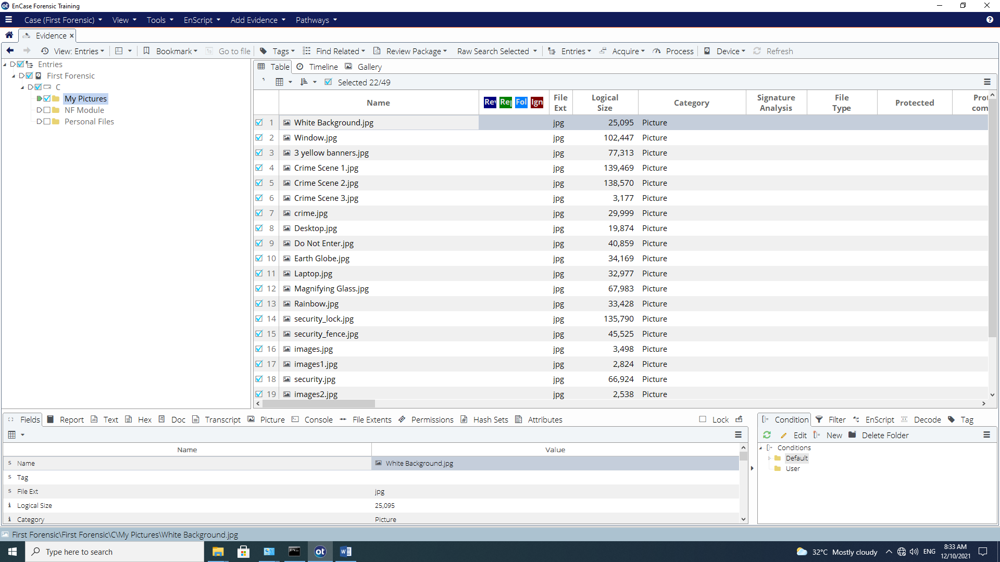 EnCase Forensic Training
Case (First Forensic) View Tools EnScript Add Evidence Pathways
Evidence
View: Entries Bookmark Go to file Tags Find Related Review Package Raw Search Selected Entries Acquire Process Device Refresh
Entries
First Forensic
C
My Pictures
NF Module
Personal Files
Table Timeline Gallery
Selected 22/49
Name Rev Rep Fol Ign File Ext Logical Size Category Signature Analysis File Type Protected Prot com
1 White Background.jpg jpg 25,095 Picture
2 Window.jpg jpg 102,447 Picture
3 3 yellow banners.jpg jpg 77,313 Picture
4 Crime Scene 1.jpg jpg 139,469 Picture
5 Crime Scene 2.jpg jpg 138,570 Picture
6 Crime Scene 3.jpg jpg 3,177 Picture
7 crime.jpg jpg 29,999 Picture
8 Desktop.jpg jpg 19,874 Picture
9 Do Not Enter.jpg jpg 40,859 Picture
10 Earth Globe.jpg jpg 34,169 Picture
11 Laptop.jpg jpg 32,977 Picture
12 Magnifying Glass.jpg jpg 67,983 Picture
13 Rainbow.jpg jpg 33,428 Picture
14 security_lock.jpg jpg 135,790 Picture
15 security_fence.jpg jpg 45,525 Picture
16 images.jpg jpg 3,498 Picture
17 images1.jpg jpg 2,824 Picture
18 security.jpg jpg 66,924 Picture
19 images2.jpg jpg 2,538 Picture
Fields Report Text Hex Doc Transcript Picture Console File Extents Permissions Hash Sets Attributes Lock
Name Value
Name White Background.jpg
Tag
File Ext jpg
Logical Size 25,095
Category Picture
Condition Filter EnScript Decode Tag
Edit New Delete Folder
Conditions
Default
User
First Forensic\First Forensic\C\My Pictures\White Background.jpg
Type here to search
ot
32°C Mostly cloudy ENG 8:33 AM
12/10/2021